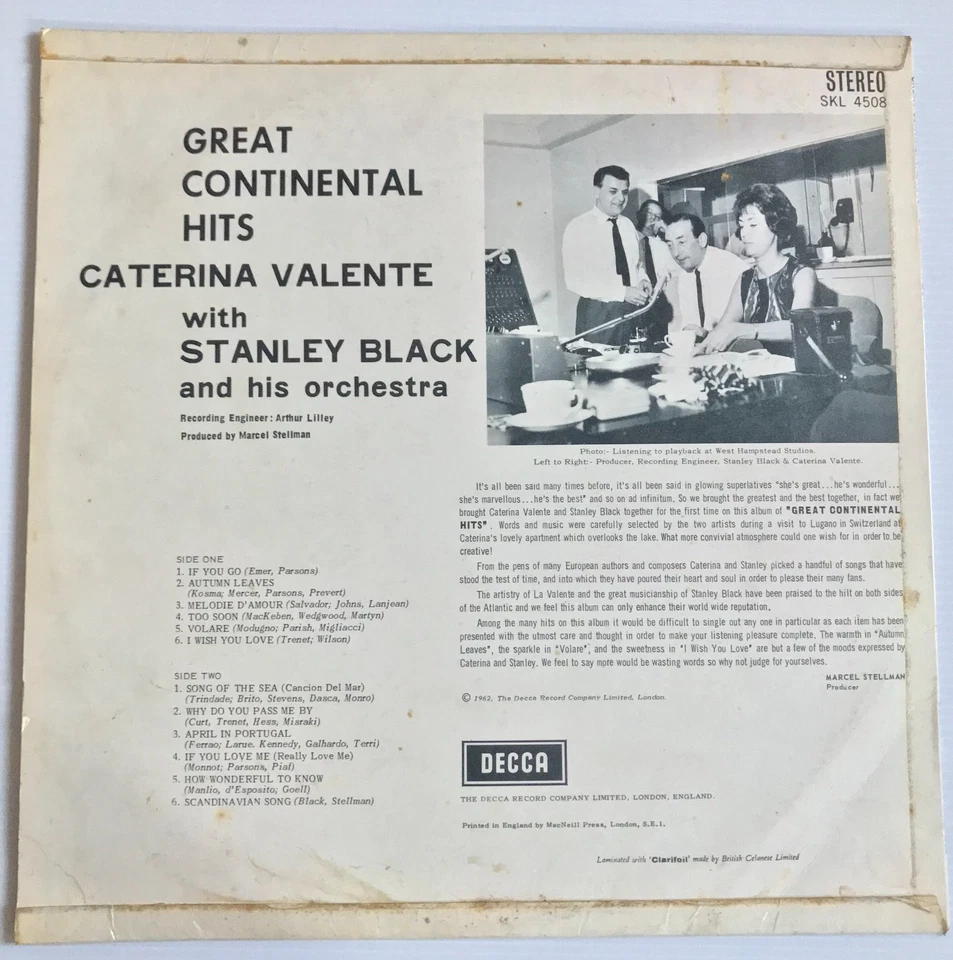 STEREO
SKL 4508
GREAT
CONTINENTAL
HITS
CATERINA VALENTE
with
STANLEY BLACK
and his orchestra
Recording Engineer: Arthur Lilley
Produced by Marcel Stellman
Photo:- Listening to playback at West Hampstead Studios.
Left to Right:- Producer, Recording Engineer, Stanley Black & Caterina Valente.
It's all been said many times before, it's all been said in glowing superlatives "she's great...he's wonderful...
she's marvellous...he's the best" and so on ad infinitum. So we brought the greatest and the best together, in fact we
brought Caterina Valente and Stanley Black together for the first time on this album of "GREAT CONTINENTAL
HITS". Words and music were carefully selected by the two artists during a visit to Lugano in Switzerland at
Caterina's lovely apartment which overlooks the lake. What more convivial atmosphere could one wish for in order to be
creative!
From the pens of many European authors and composers Caterina and Stanley picked a handful of songs that have
stood the test of time, and into which they have poured their heart and soul in order to please their many fans.
The artistry of La Valente and the great musicianship of Stanley Black have been praised to the hilt on both sides
of the Atlantic and we feel this album can only enhance their world wide reputation.
Among the many hits on this album it would be difficult to single out any one in particular as each item has been
presented with the utmost care and thought in order to make your listening pleasure complete. The warmth in "Autumn
Leaves", the sparkle in "Volare", and the sweetness in "I Wish You Love" are but a few of the moods expressed by
Caterina and Stanley. We feel to say more would be wasting words so why not judge for yourselves.
MARCEL STELLMAN
Producer
SIDE ONE
1. IF YOU GO (Emer, Parsons)
2. AUTUMN LEAVES
(Kosma; Mercer, Parsons, Prevert)
3. MELODIE D'AMOUR (Salvador; Johns, Lanjean)
4. TOO SOON (MacKeben, Wedgwood, Martyn)
5. VOLARE (Modugno; Parish, Migliacci)
6. I WISH YOU LOVE (Trenet; Wilson)
SIDE TWO
1. SONG OF THE SEA (Cancion Del Mar)
(Trindade; Brito, Stevens, Dasca, Monro)
2. WHY DO YOU PASS ME BY
(Curt, Trenet, Hess, Misraki)
3. APRIL IN PORTUGAL
(Ferrao; Larue, Kennedy, Galhardo, Terri)
4. IF YOU LOVE ME (Really Love Me)
(Monnot; Parsons, Piaf)
5. HOW WONDERFUL TO KNOW
(Manlio, d'Esposito; Goell)
6. SCANDINAVIAN SONG (Black, Stellman)
© 1962, The Decca Record Company Limited, London.
DECCA
THE DECCA RECORD COMPANY LIMITED, LONDON, ENGLAND.
Printed in England by MacNeill Press, London, S.E.1.
Laminated with 'Clarifoil' made by British Celanese Limited